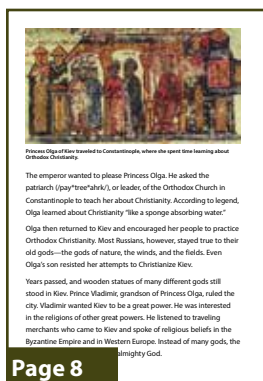 Princess Olga of Kiev traveled to Constantinople, where she spent time learning about
Orthodox Christianity.
The emperor wanted to please Princess Olga. He asked the
patriarch (/pay*tree*ahrk/), or leader, of the Orthodox Church in
Constantinople to teach her about Christianity. According to legend,
Olga learned about Christianity “like a sponge absorbing water.”
Olga then returned to Kiev and encouraged her people to practice
Orthodox Christianity. Most Russians, however, stayed true to their
old gods—the gods of nature, the winds, and the fields. Even
Olga’s son resisted her attempts to Christianize Kiev.
Years passed, and wooden statues of many different gods still
stood in Kiev. Prince Vladimir, grandson of Princess Olga, ruled the
city. Vladimir wanted Kiev to be a great power. He was interested
in the religions of other great powers. He listened to traveling
merchants who came to Kiev and spoke of religious beliefs in the
Byzantine Empire and in Western Europe. Instead of many gods, the
almighty God.
Page 8